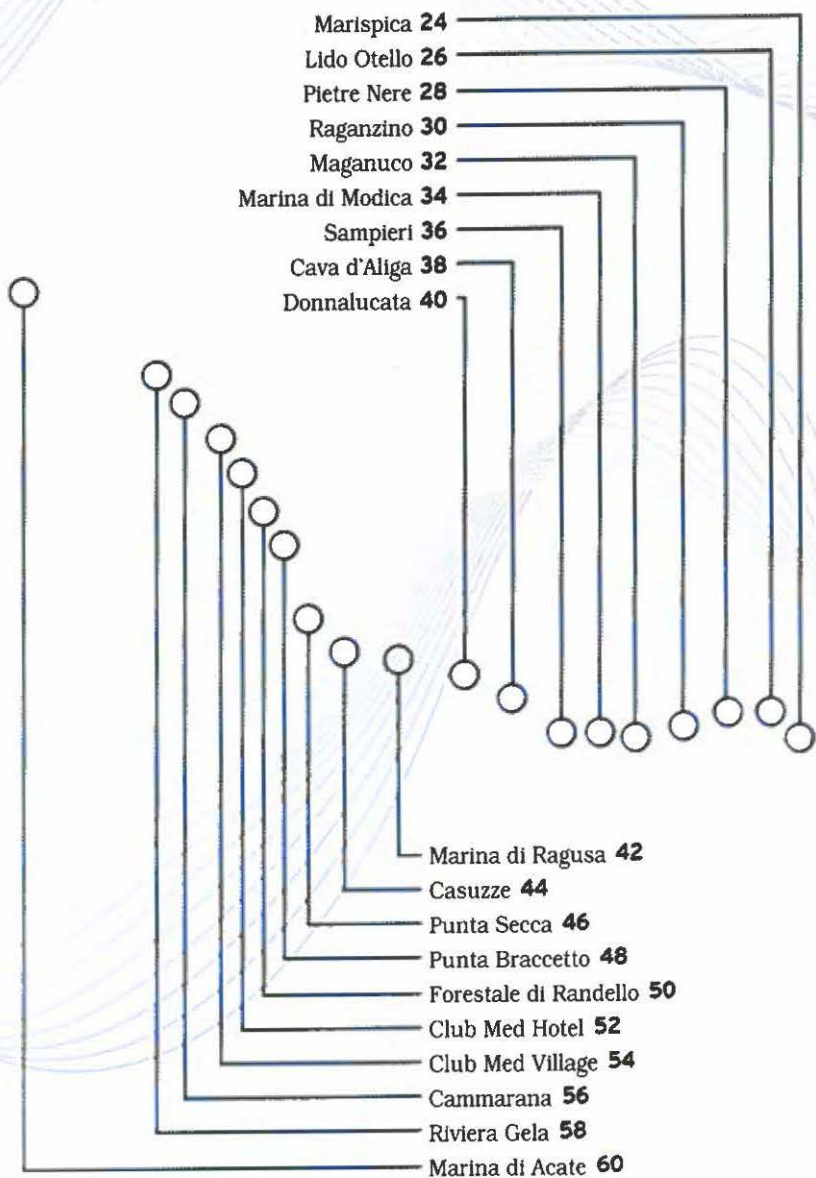 Marispica 24
Lido Otello 26
Pietre Nere 28
Raganzino 30
Maganuco 32
Marina di Modica 34
Sampieri 36
Cava d'Aliga 38
Donnalucata 40
Marina di Ragusa 42
Casuzze 44
Punta Secca 46
Punta Braccetto 48
Forestale di Randello 50
Club Med Hotel 52
Club Med Village 54
Cammarana 56
Riviera Gela 58
Marina di Acate 60